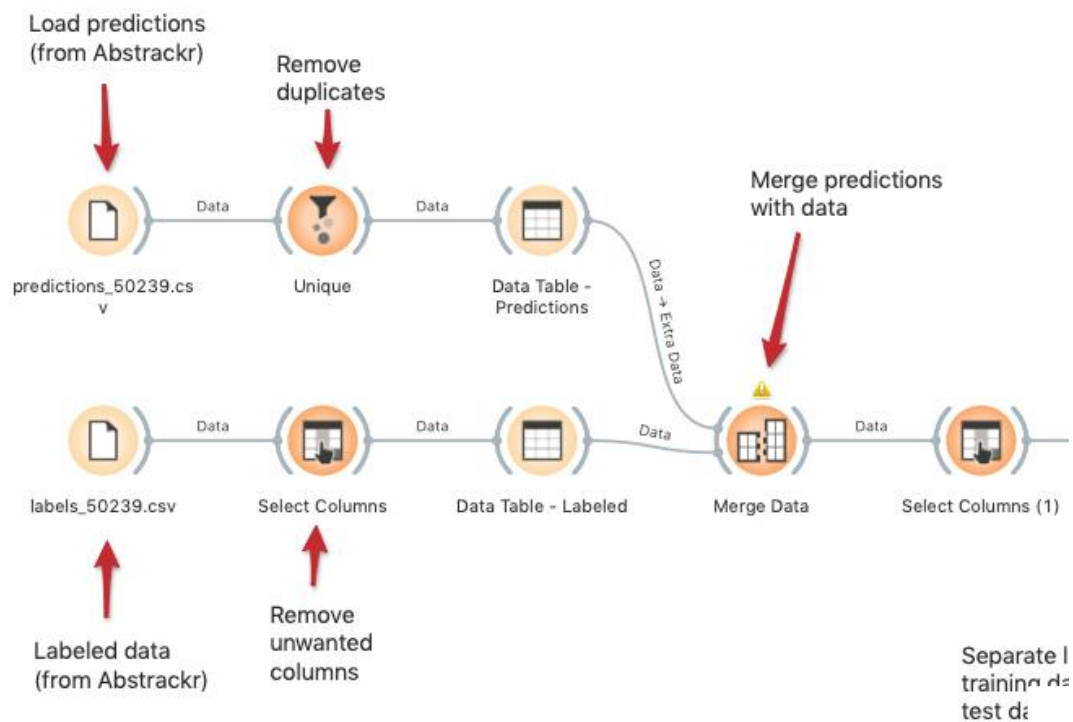 Load predictions
(from Abstrackr)
Remove
duplicates
Merge predictions
with data
Data
Data
predictions_50239.cs
v
Unique
Data Table -
Predictions
Data → Extra Data
Data
Data
Data
Data
labels_50239.csv
Select Columns
Data Table - Labeled
Merge Data
Select Columns (1)
Labeled data
(from Abstrackr)
Remove
unwanted
columns
Separate
training
test